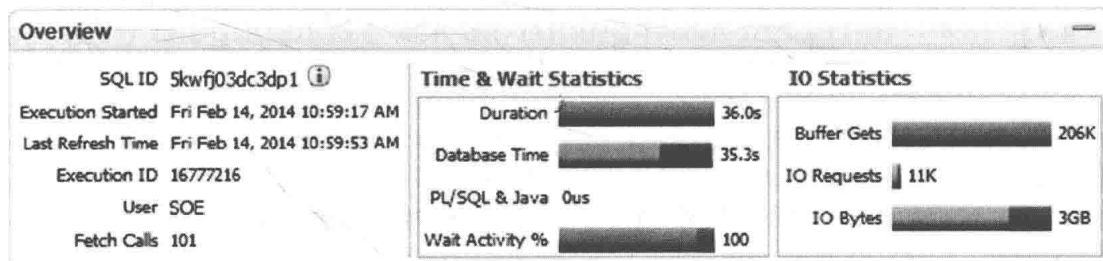 Overview
SQL ID 5kwfj03dc3dp1
Execution Started Fri Feb 14, 2014 10:59:17 AM
Last Refresh Time Fri Feb 14, 2014 10:59:53 AM
Execution ID 16777216
User SOE
Fetch Calls 101
Time & Wait Statistics
Duration 36.0s
Database Time 35.3s
PL/SQL & Java 0us
Wait Activity % 100
IO Statistics
Buffer Gets 206K
IO Requests 11K
IO Bytes 3GB